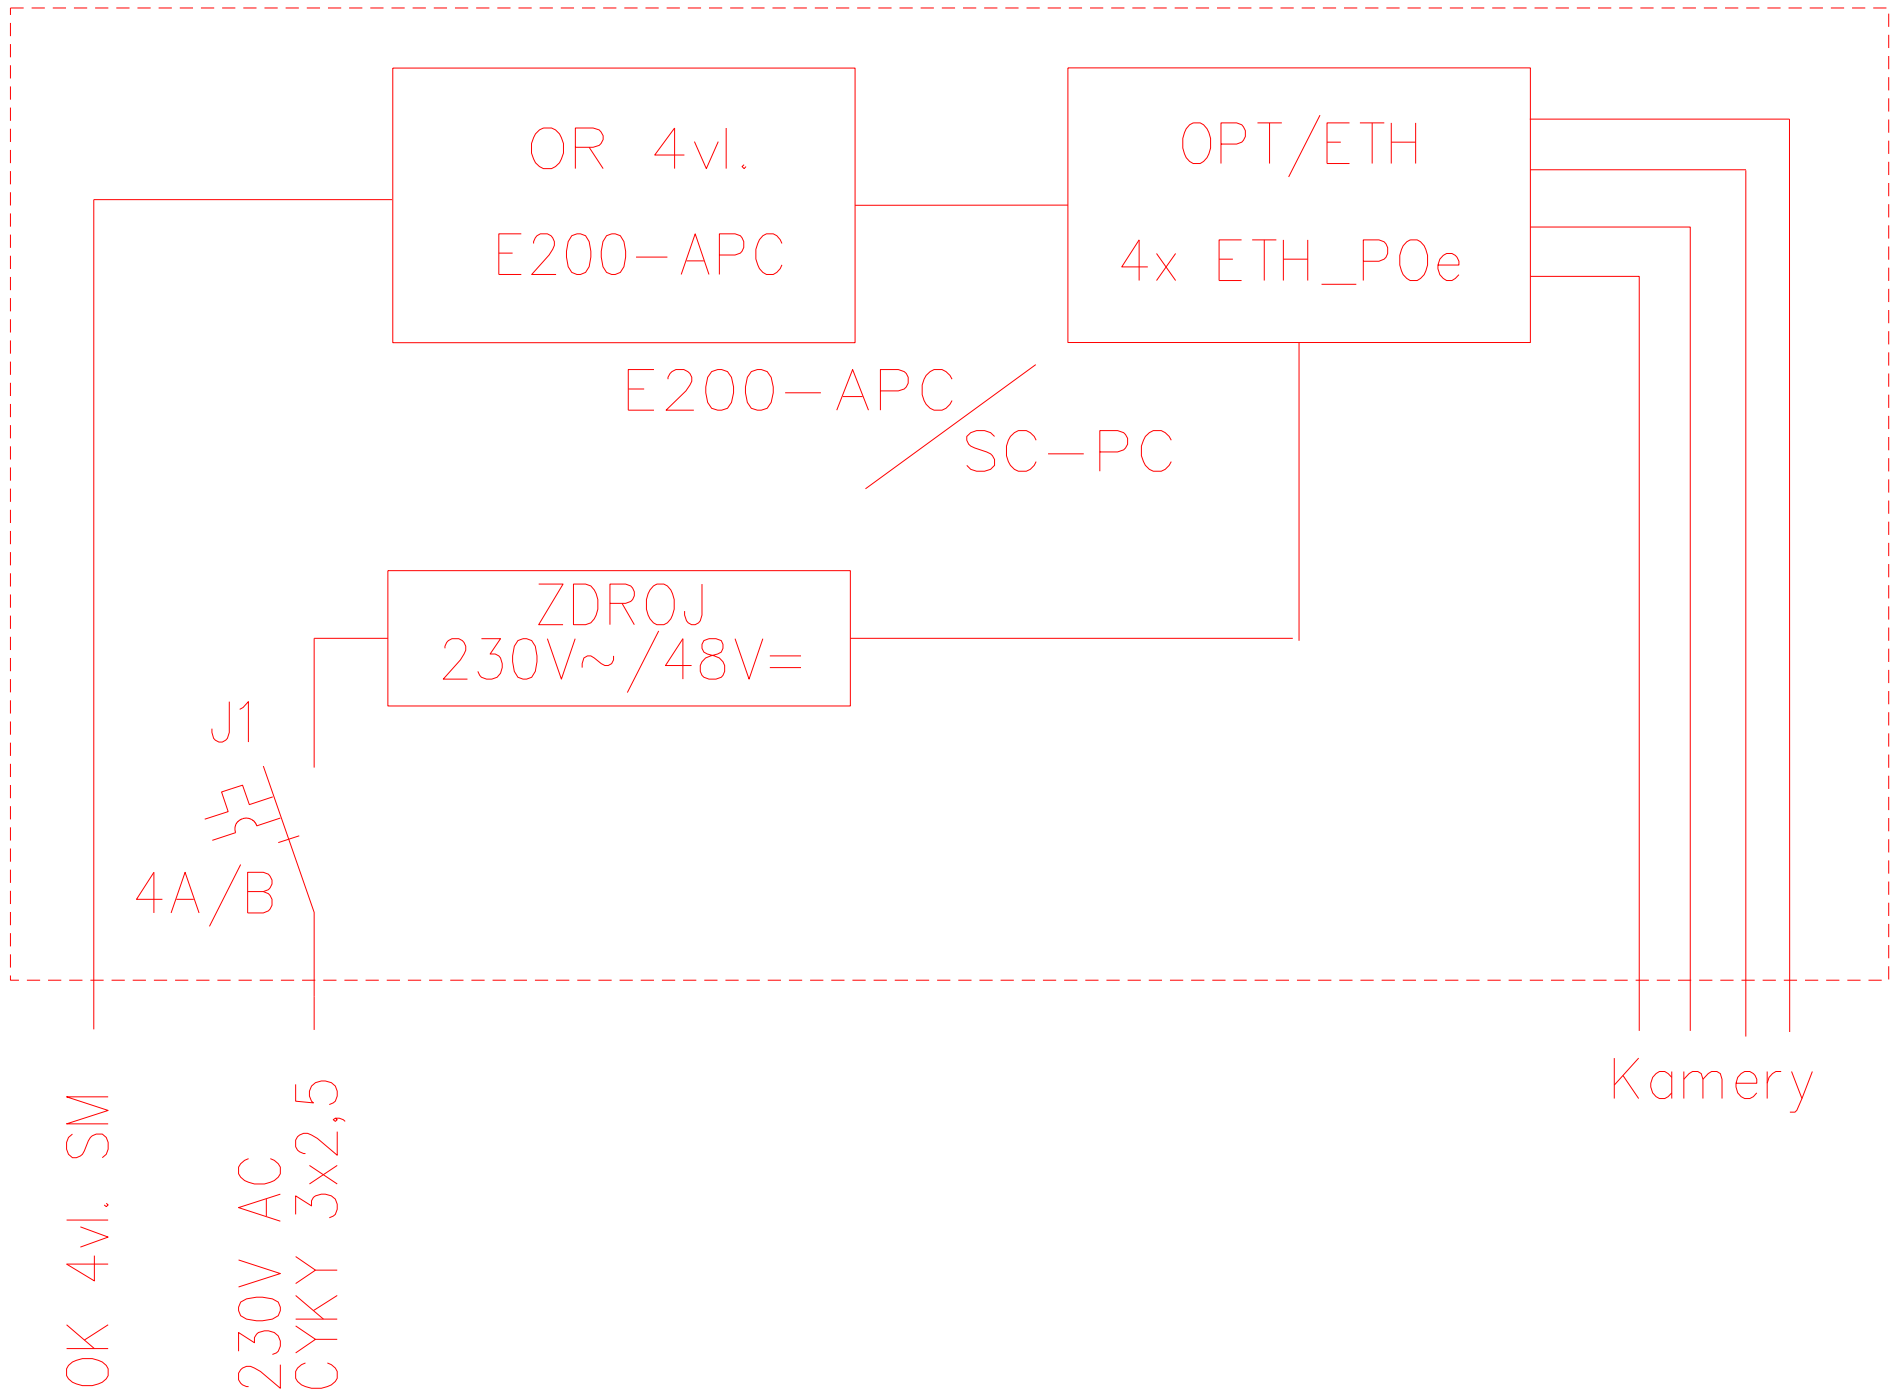 OR 4vl.
E200-APC
OPT/ETH
4x ETH_POe
E200-APC/
SC-PC
ZDROJ
230V~/48V=
J1
4A/B
OK 4vl. SM
230V AC
CYKY 3x2,5
Kamery